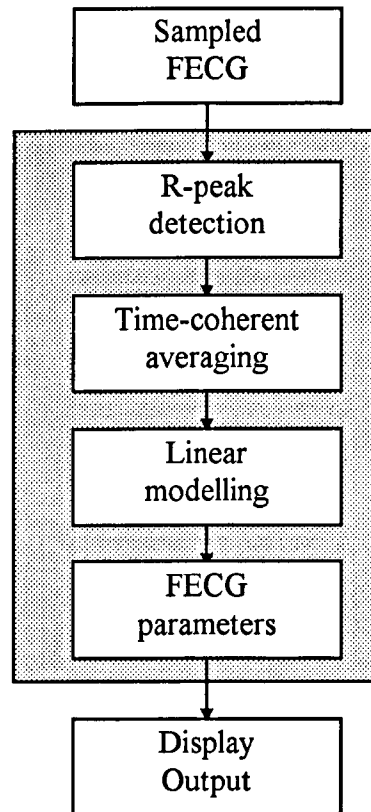 Sampled
FECG
R-peak
detection
Time-coherent
averaging
Linear
modelling
FECG
parameters
Display
Output